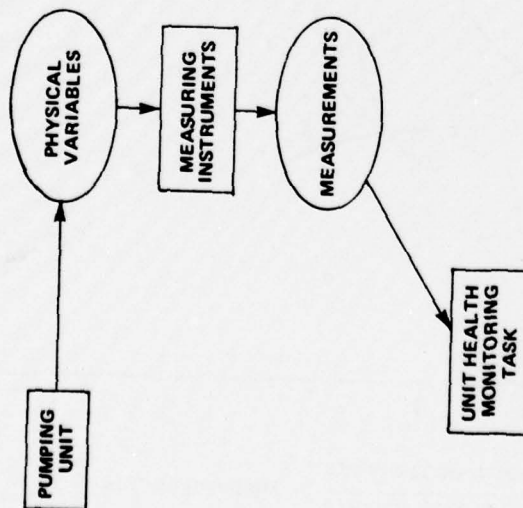 PUMPING
UNIT
PHYSICAL
VARIABLES
MEASURING
INSTRUMENTS
MEASUREMENTS
UNIT HEALTH
MONITORING
TASK